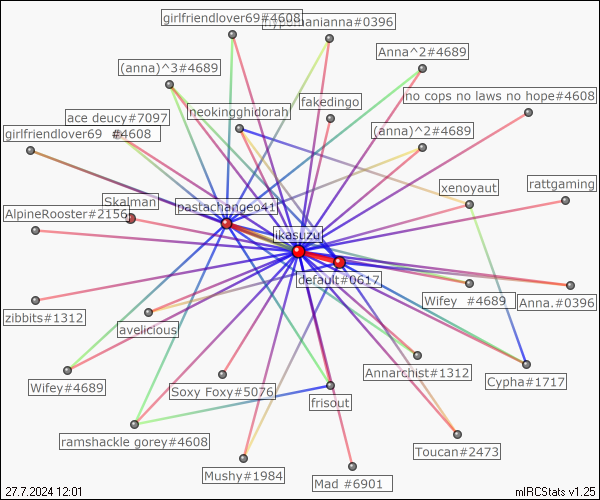 girlfriendlover69#4608
hypomanianna#0396
Anna^2#4689
(anna)^3#4689
no cops no laws no hope#4608
fakedingo
neokingghidorah
ace deucy#7097
(anna)^2#4689
girlfriendlover69 #4608
xenoyaut
rattgaming
Skalman
pastachangeo41
AlpineRooster#2156
ikasuzu
default#0617
zibbits#1312
Wifey #4689
Anna.#0396
avelicious
Annarchist#1312
Cypha#1717
Wifey#4689
Soxy Foxy#5076
frisout
ramshackle gorey#4608
Toucan#2473
Mushy#1984
Mad #6901
27.7.2024 12:01
mIRCStats v1.25